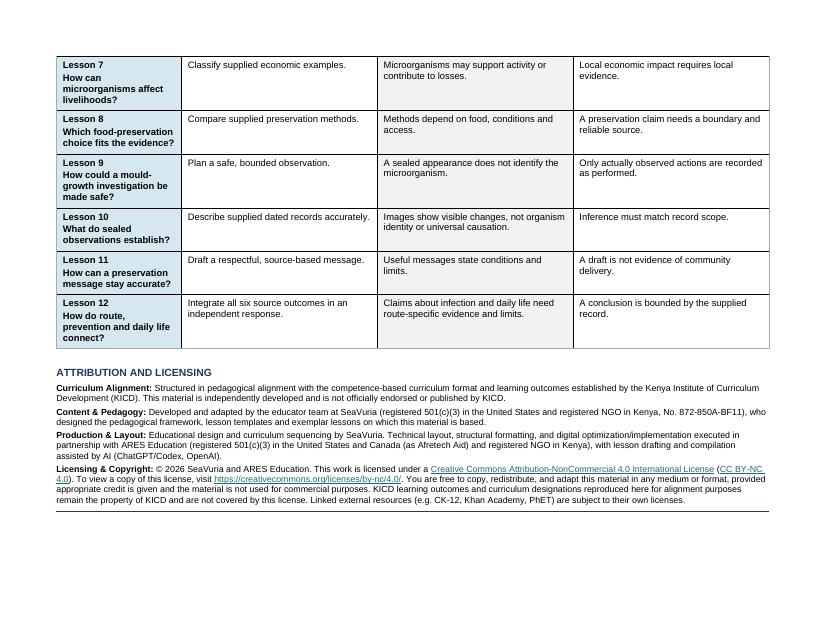 Lesson 7
How can
microorganisms affect
livelihoods?
Classify supplied economic examples.
Microorganisms may support activity or
contribute to losses.
Local economic impact requires local
evidence.
Lesson 8
Which food-preservation
choice fits the evidence?
Compare supplied preservation methods.
Methods depend on food, conditions and
access.
A preservation claim needs a boundary and
reliable source.
Lesson 9
How could a mould-
growth investigation be
made safe?
Plan a safe, bounded observation.
A sealed appearance does not identify the
microorganism.
Only actually observed actions are recorded
as performed.
Lesson 10
What do sealed
observations establish?
Describe supplied dated records accurately.
Images show visible changes, not organism
identity or universal causation.
Inference must match record scope.
Lesson 11
How can a preservation
message stay accurate?
Draft a respectful, source-based message.
Useful messages state conditions and
limits.
A draft is not evidence of community
delivery.
Lesson 12
How do route,
prevention and daily life
connect?
Integrate all six source outcomes in an
independent response.
Claims about infection and daily life need
route-specific evidence and limits.
A conclusion is bounded by the supplied
record.
ATTRIBUTION AND LICENSING
Curriculum Alignment: Structured in pedagogical alignment with the competence-based curriculum format and learning outcomes established by the Kenya Institute of Curriculum
Development (KICD). This material is independently developed and is not officially endorsed or published by KICD.
Content & Pedagogy: Developed and adapted by the educator team at SeaVuria (registered 501(c)(3) in the United States and registered NGO in Kenya, No. 872-850A-BF11), who
designed the pedagogical framework, lesson templates and exemplar lessons on which this material is based.
Production & Layout: Educational design and curriculum sequencing by SeaVuria. Technical layout, structural formatting, and digital optimization/implementation executed in
partnership with ARES Education (registered 501(c)(3) in the United States and Canada (as Afretech Aid) and registered NGO in Kenya), with lesson drafting and compilation
assisted by AI (ChatGPT/Codex, OpenAI).
Licensing & Copyright: © 2026 SeaVuria and ARES Education. This work is licensed under a Creative Commons Attribution-NonCommercial 4.0 International License (CC BY-NC
4.0). To view a copy of this license, visit https://creativecommons.org/licenses/by-nc/4.0/. You are free to copy, redistribute, and adapt this material in any medium or format, provided
appropriate credit is given and the material is not used for commercial purposes. KICD learning outcomes and curriculum designations reproduced here for alignment purposes
remain the property of KICD and are not covered by this license. Linked external resources (e.g. CK-12, Khan Academy, PhET) are subject to their own licenses.